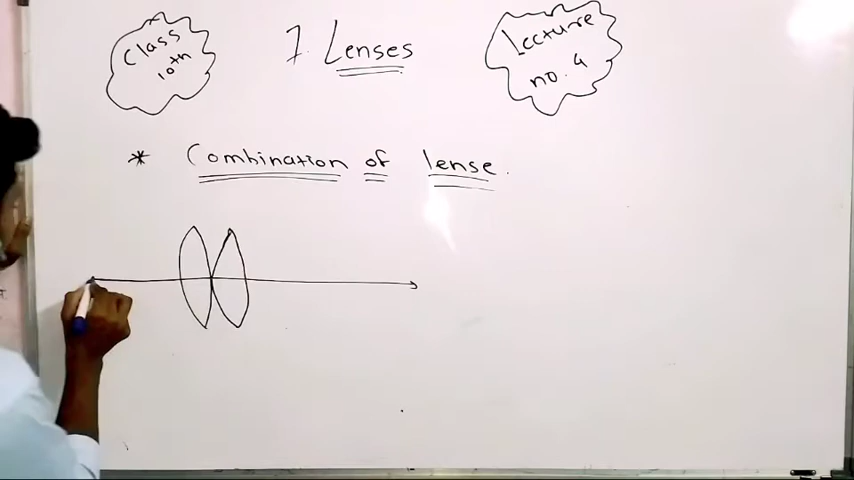 Class
10th
7. Lenses
Lecture
no. 4
* Combination of lense.